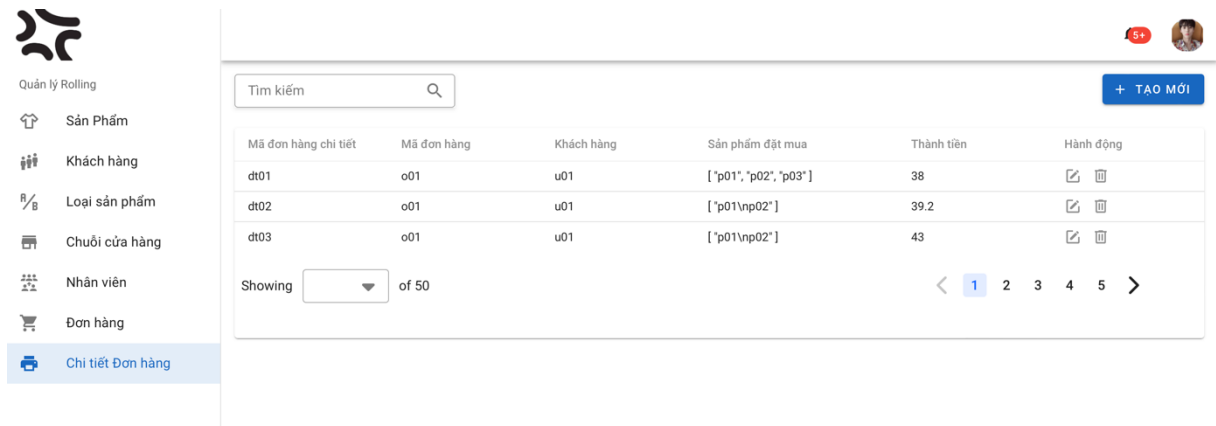 5+
Quản lý Rolling
Sản Phẩm
Khách hàng
R/B Loại sản phẩm
Chuỗi cửa hàng
Nhân viên
Đơn hàng
Chi tiết Đơn hàng
Tìm kiếm
+ TẠO MỚI
Mã đơn hàng chi tiết Mã đơn hàng Khách hàng Sản phẩm đặt mua Thành tiền Hành động
dt01 o01 u01 [ "p01", "p02", "p03" ] 38
dt02 o01 u01 [ "p01\np02" ] 39.2
dt03 o01 u01 [ "p01\np02" ] 43
Showing of 50 1 2 3 4 5